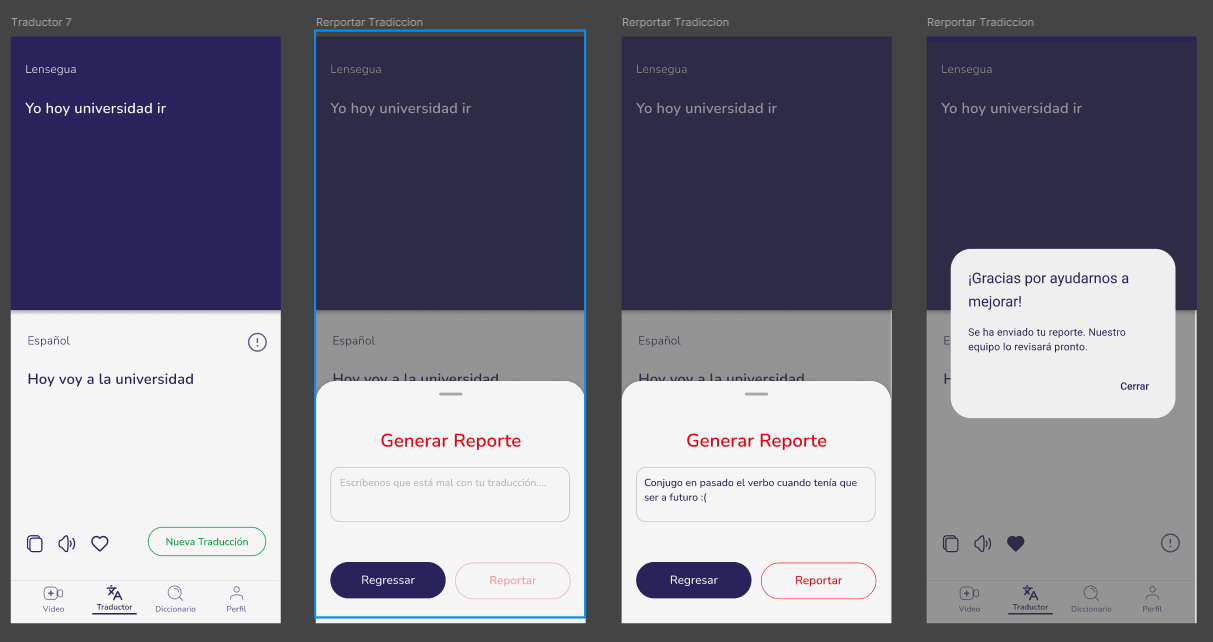 Traductor 7
Lensegua
Yo hoy universidad ir
Español
Hoy voy a la universidad
Nueva Traducción
Video
Traductor
Diccionario
Perfil
Rerportar Tradiccion
Lensegua
Yo hoy universidad ir
Español
Hoy voy a la universidad
Generar Reporte
Escríbenos que está mal con tu traducción....
Regressar
Reportar
Rerportar Tradiccion
Lensegua
Yo hoy universidad ir
Español
Hoy voy a la universidad
Generar Reporte
Conjugo en pasado el verbo cuando tenía que
ser a futuro :(
Regresar
Reportar
Rerportar Tradiccion
Lensegua
Yo hoy universidad ir
¡Gracias por ayudarnos a
mejorar!
Se ha enviado tu reporte. Nuestro
equipo lo revisará pronto.
Cerrar
E
H
Video
Traductor
Diccionario
Perfil